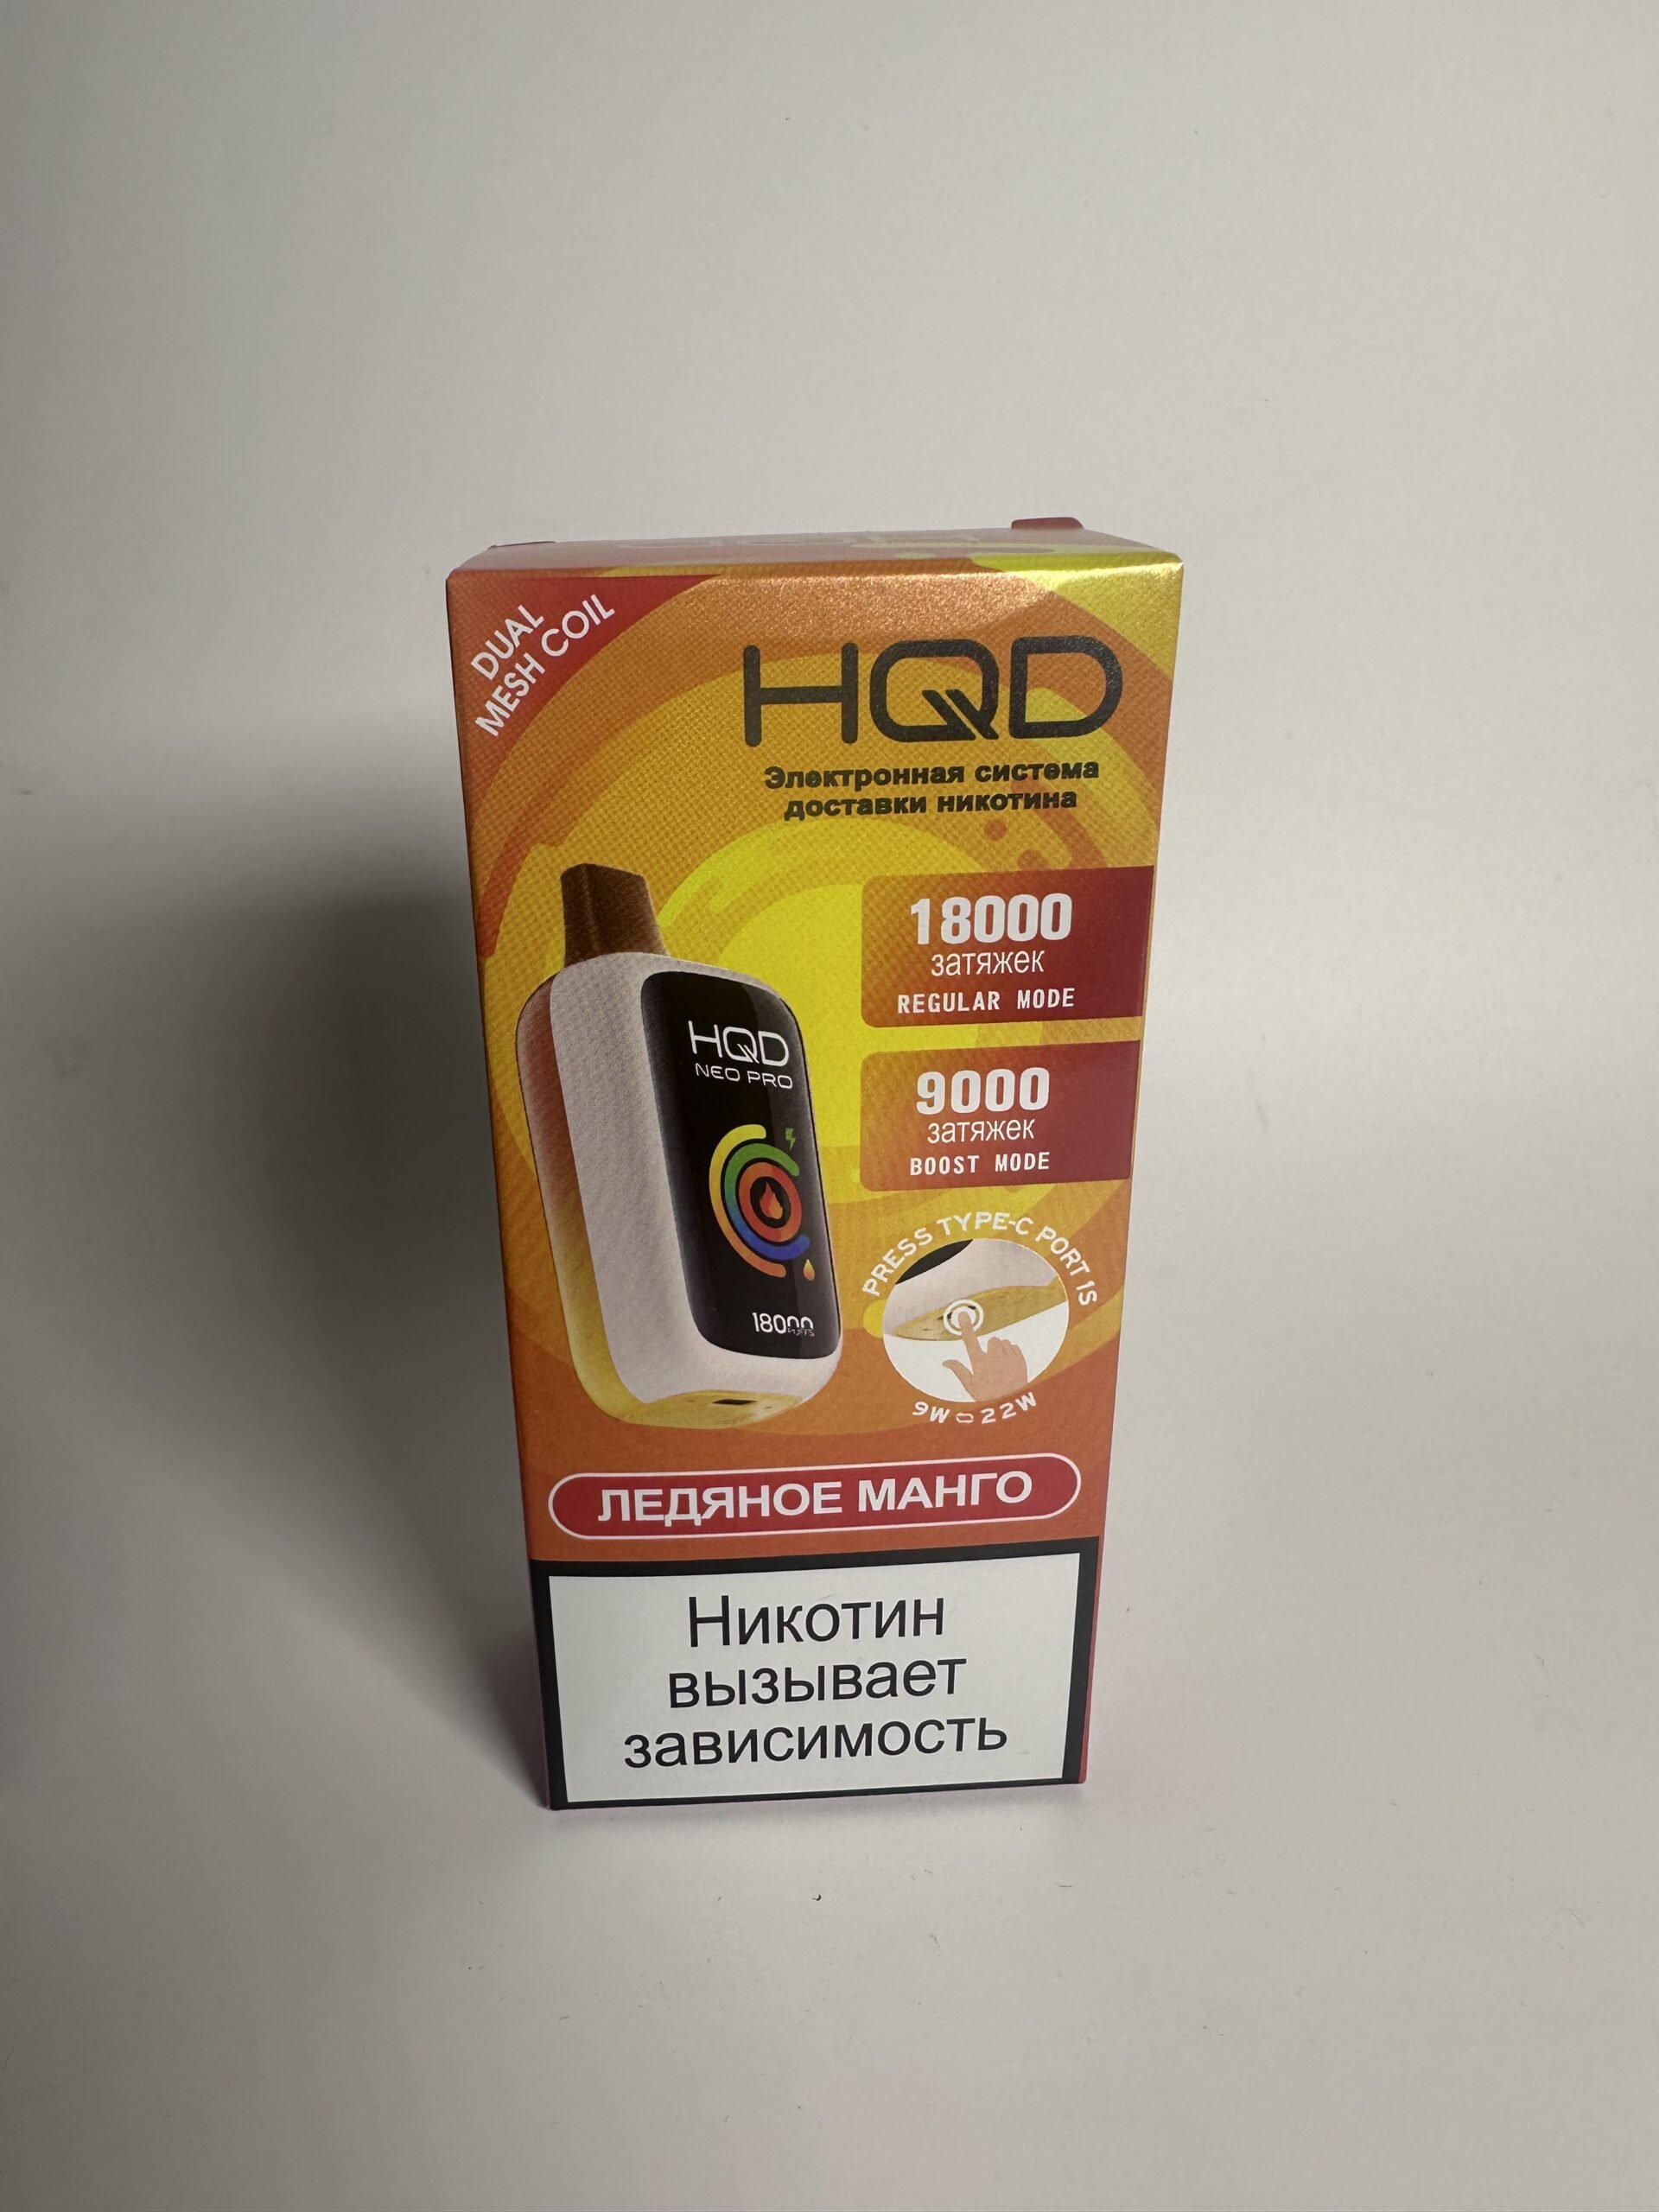 DUAL
MESH COIL
HQD
Электронная система
доставки никотина
18000
затяжек
REGULAR MODE
9000
затяжек
BOOST MODE
HQD
NEO PRO
18000
PUFFS
PRESS TYPE-C PORT 1S
9W 22W
ЛЕДЯНОЕ МАНГО
Никотин
вызывает
зависимость